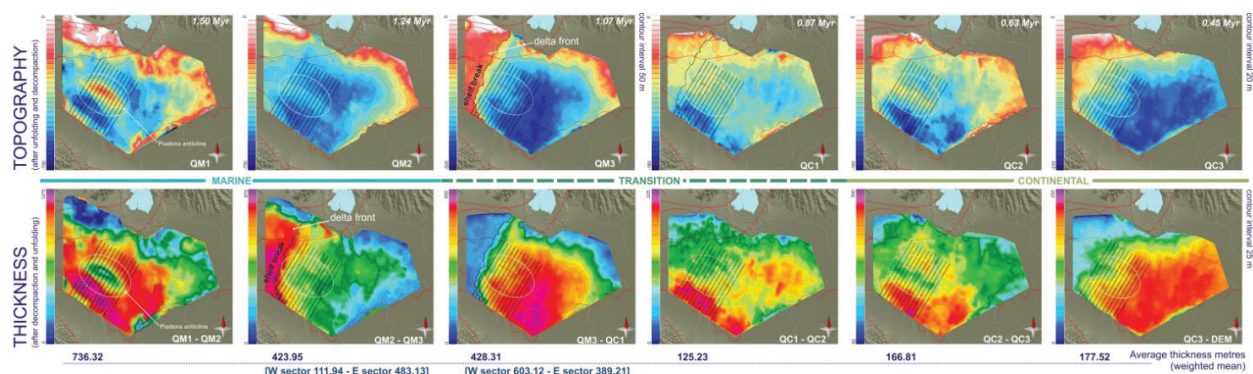 TOPOGRAPHY
(after unfolding and decompaction)
1.50 Myr
Piadena anticline
QM1
1.24 Myr
QM2
1.07 Myr
delta front
shelf break
QM3
contour interval 50 m
0.87 Myr
QC1
0.63 Myr
QC2
0.45 Myr
QC3
contour interval 20 m
MARINE
TRANSITION
CONTINENTAL
THICKNESS
(after decompaction and unfolding)
Piadena anticline
QM1 - QM2
delta front
shelf break
QM2 - QM3
QM3 - QC1
QC1 - QC2
QC2 - QC3
QC3 - DEM
contour interval 25 m
736.32
423.95
428.31
125.23
166.81
177.52
Average thickness metres
(weighted mean)
[W sector 111.94 - E sector 483.13]
[W sector 603.12 - E sector 389.21]